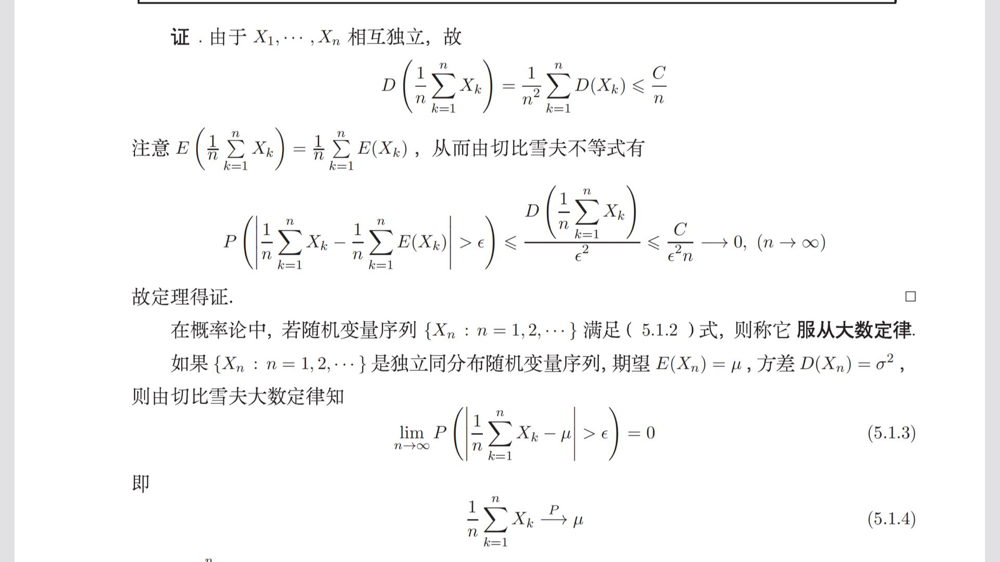 证 . 由于 $X_1, \cdots, X_n$ 相互独立, 故
$$D\left(\frac{1}{n}\sum_{k=1}^{n} X_k\right) = \frac{1}{n^2}\sum_{k=1}^{n} D(X_k) \leqslant \frac{C}{n}$$
注意 $E\left(\frac{1}{n}\sum_{k=1}^{n} X_k\right) = \frac{1}{n}\sum_{k=1}^{n} E(X_k)$ , 从而由切比雪夫不等式有
$$P\left(\left|\frac{1}{n}\sum_{k=1}^{n} X_k - \frac{1}{n}\sum_{k=1}^{n} E(X_k)\right| > \epsilon\right) \leqslant \frac{D\left(\frac{1}{n}\sum_{k=1}^{n} X_k\right)}{\epsilon^2} \leqslant \frac{C}{\epsilon^2 n} \longrightarrow 0, \ (n \to \infty)$$
故定理得证. □
在概率论中, 若随机变量序列 $\{X_n : n = 1, 2, \cdots\}$ 满足 ( 5.1.2 ) 式, 则称它 服从大数定律.
如果 $\{X_n : n = 1, 2, \cdots\}$ 是独立同分布随机变量序列, 期望 $E(X_n) = \mu$ , 方差 $D(X_n) = \sigma^2$ ,
则由切比雪夫大数定律知
$$\lim_{n \to \infty} P\left(\left|\frac{1}{n}\sum_{k=1}^{n} X_k - \mu\right| > \epsilon\right) = 0 \quad (5.1.3)$$
即
$$\frac{1}{n}\sum_{k=1}^{n} X_k \stackrel{P}{\longrightarrow} \mu \quad (5.1.4)$$